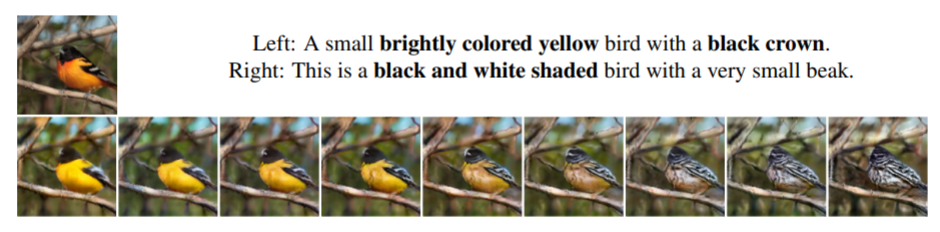 Left: A small brightly colored yellow bird with a black crown.
Right: This is a black and white shaded bird with a very small beak.